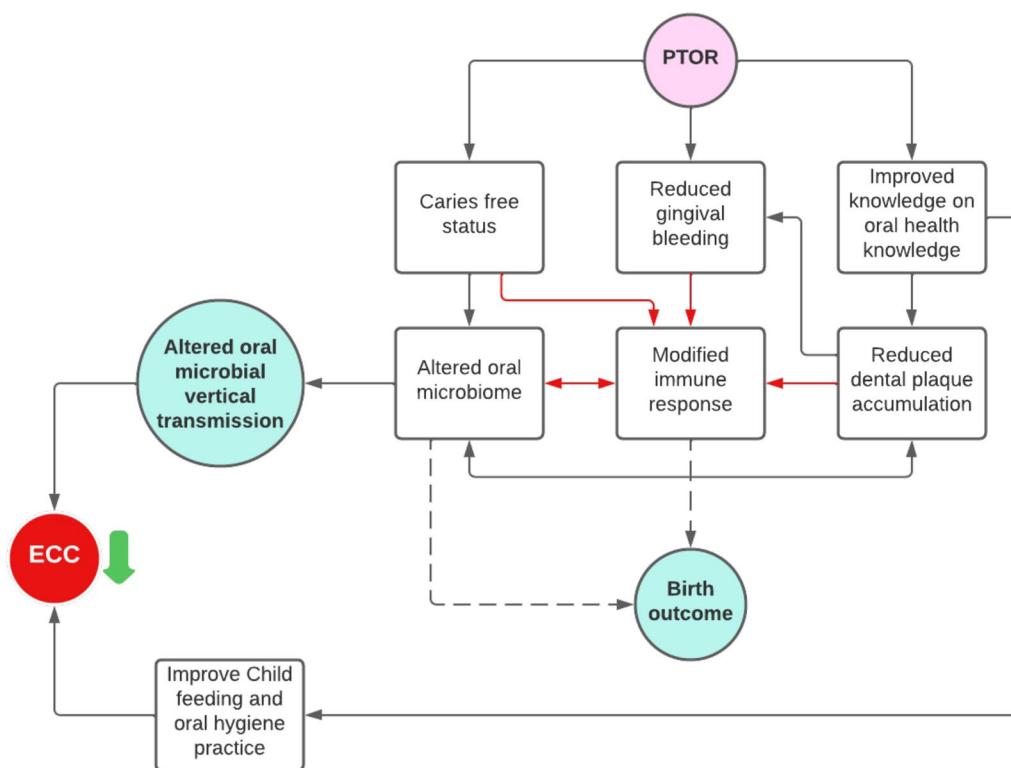 PTOR
Caries free
status
Reduced
gingival
bleeding
Improved
knowledge on
oral health
knowledge
Altered oral
microbial
vertical
transmission
Altered oral
microbiome
Modified
immune
response
Reduced
dental plaque
accumulation
ECC
Birth
outcome
Improve Child
feeding and
oral hygiene
practice